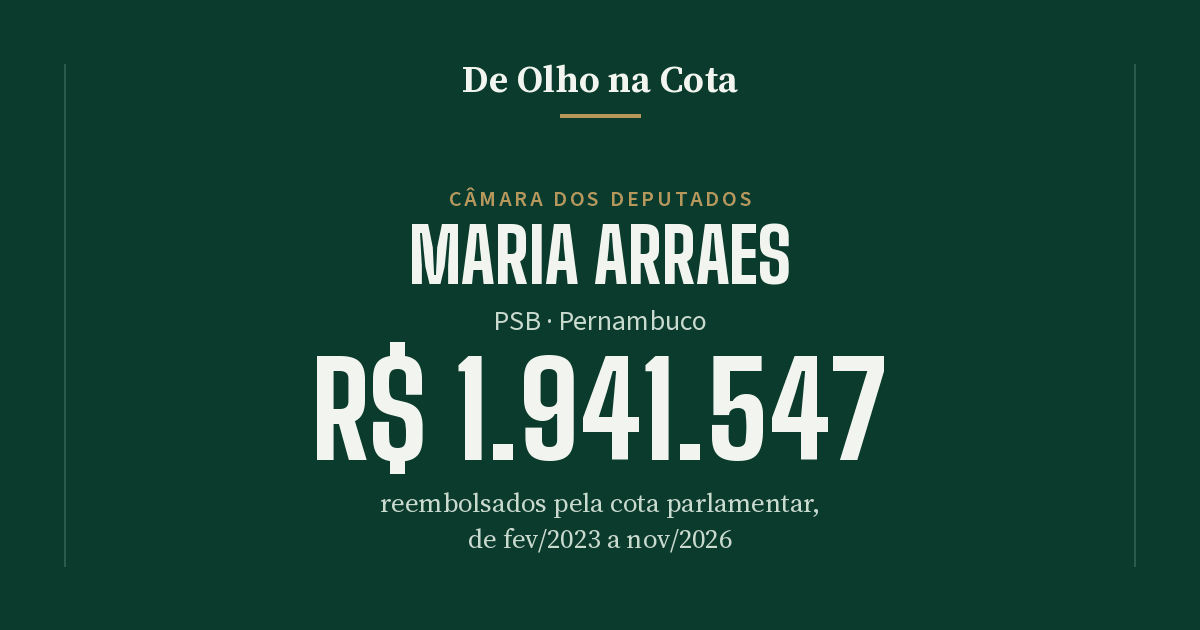 De Olho na Cota
CÂMARA DOS DEPUTADOS
MARIA ARRAES
PSB · Pernambuco
R$ 1.941.547
reembolsados pela cota parlamentar,
de fev/2023 a nov/2026